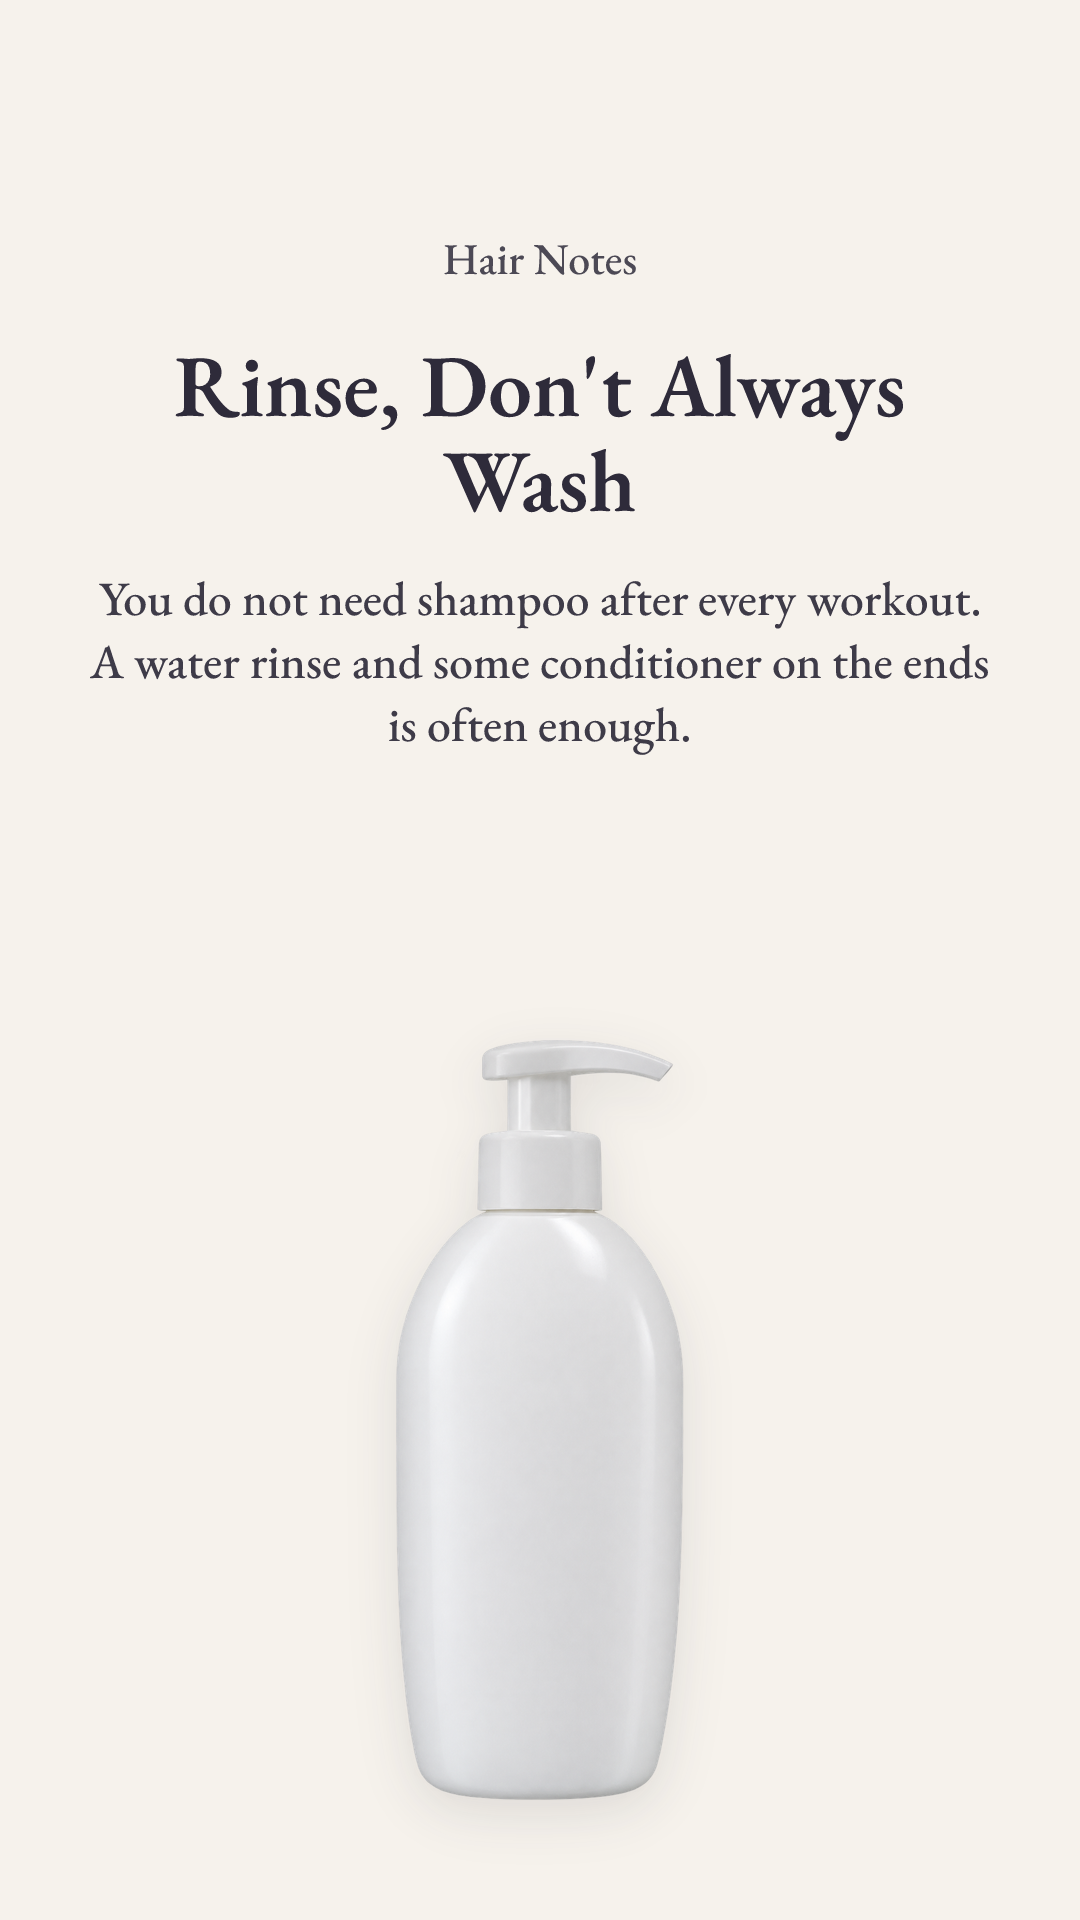 Hair Notes
Rinse, Don't Always
Wash
You do not need shampoo after every workout.
A water rinse and some conditioner on the ends
is often enough.